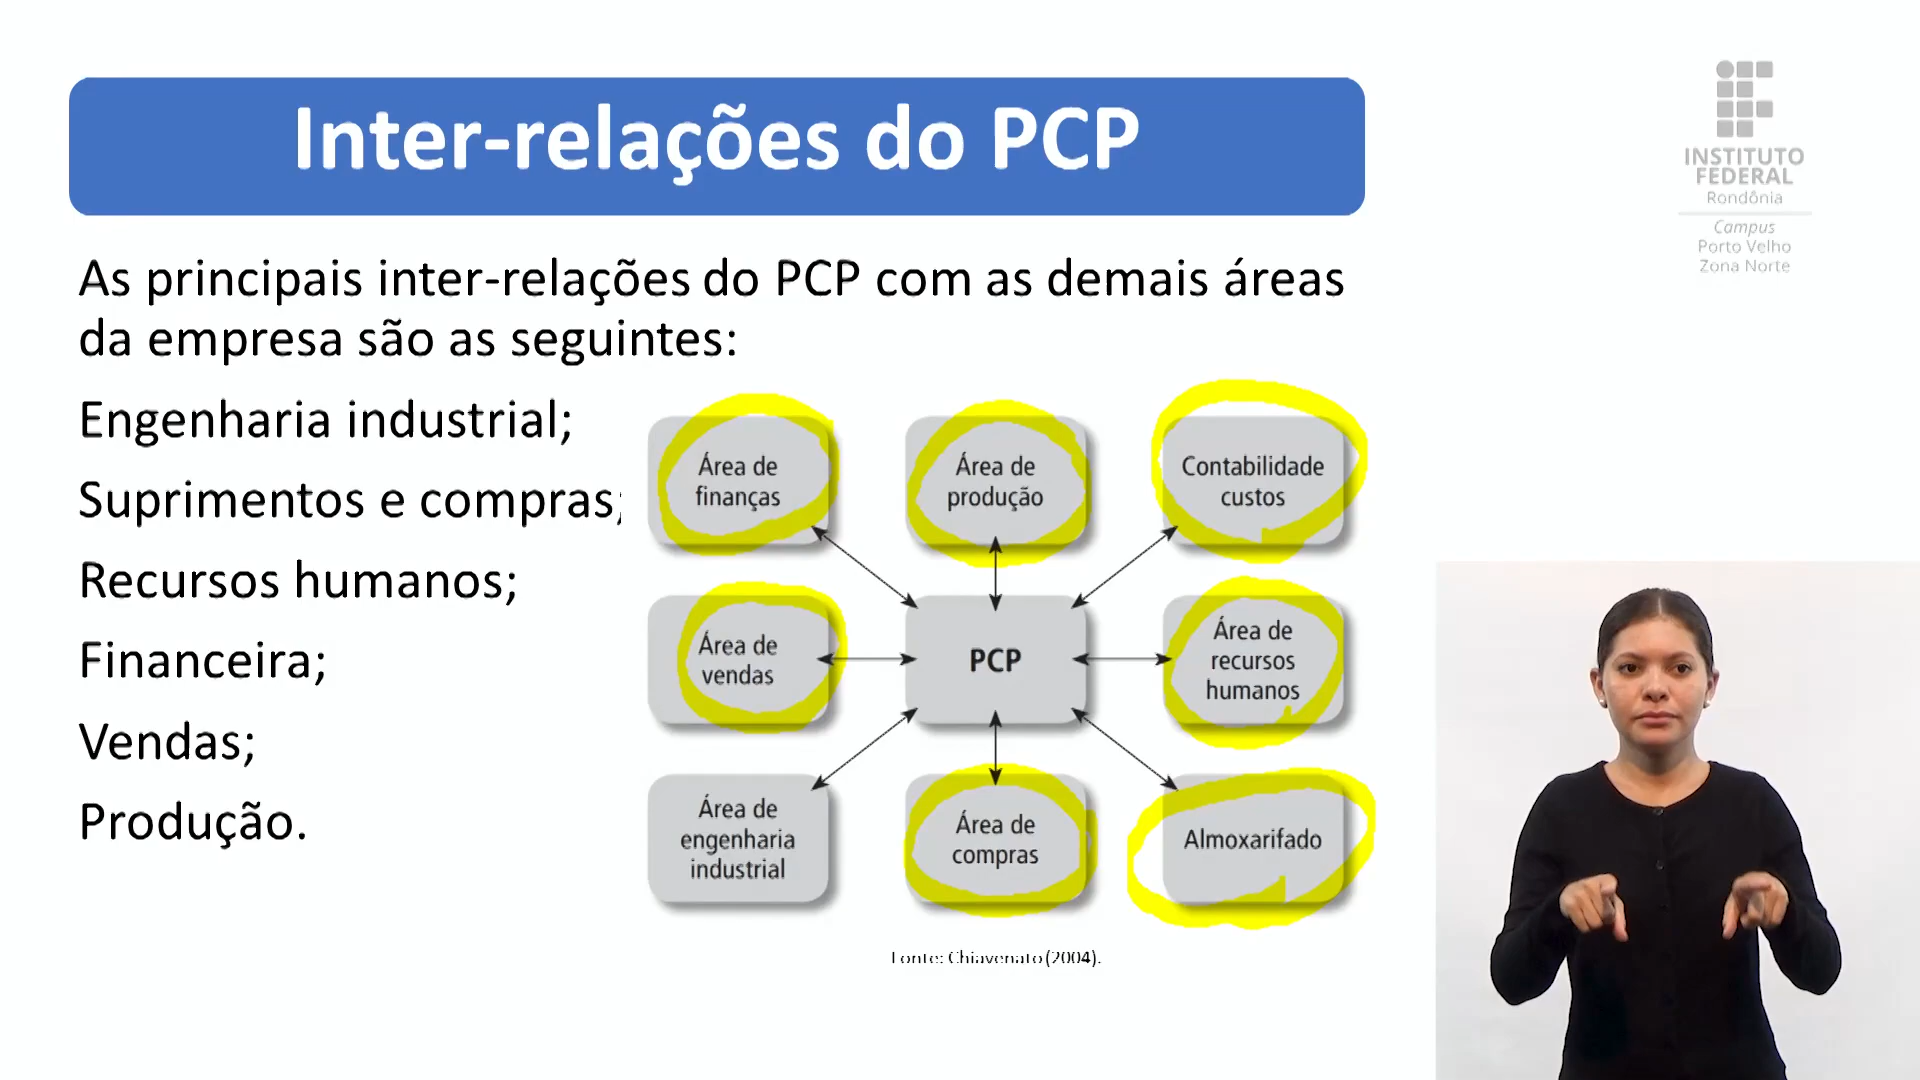 Inter-relações do PCP
INSTITUTO
FEDERAL
Rondônia
Campus
Porto Velho
Zona Norte
As principais inter-relações do PCP com as demais áreas
da empresa são as seguintes:
Engenharia industrial;
Suprimentos e compras;
Recursos humanos;
Financeira;
Vendas;
Produção.
Área de
finanças
Área de
produção
Contabilidade
custos
Área de
vendas
PCP
Área de
recursos
humanos
Área de
engenharia
industrial
Área de
compras
Almoxarifado
Fonte: Chiavenato (2004).